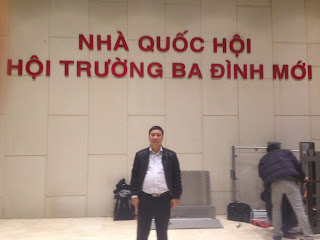 NHÀ QUỐC HỘI
HỘI TRƯỜNG BA ĐÌNH MỚI